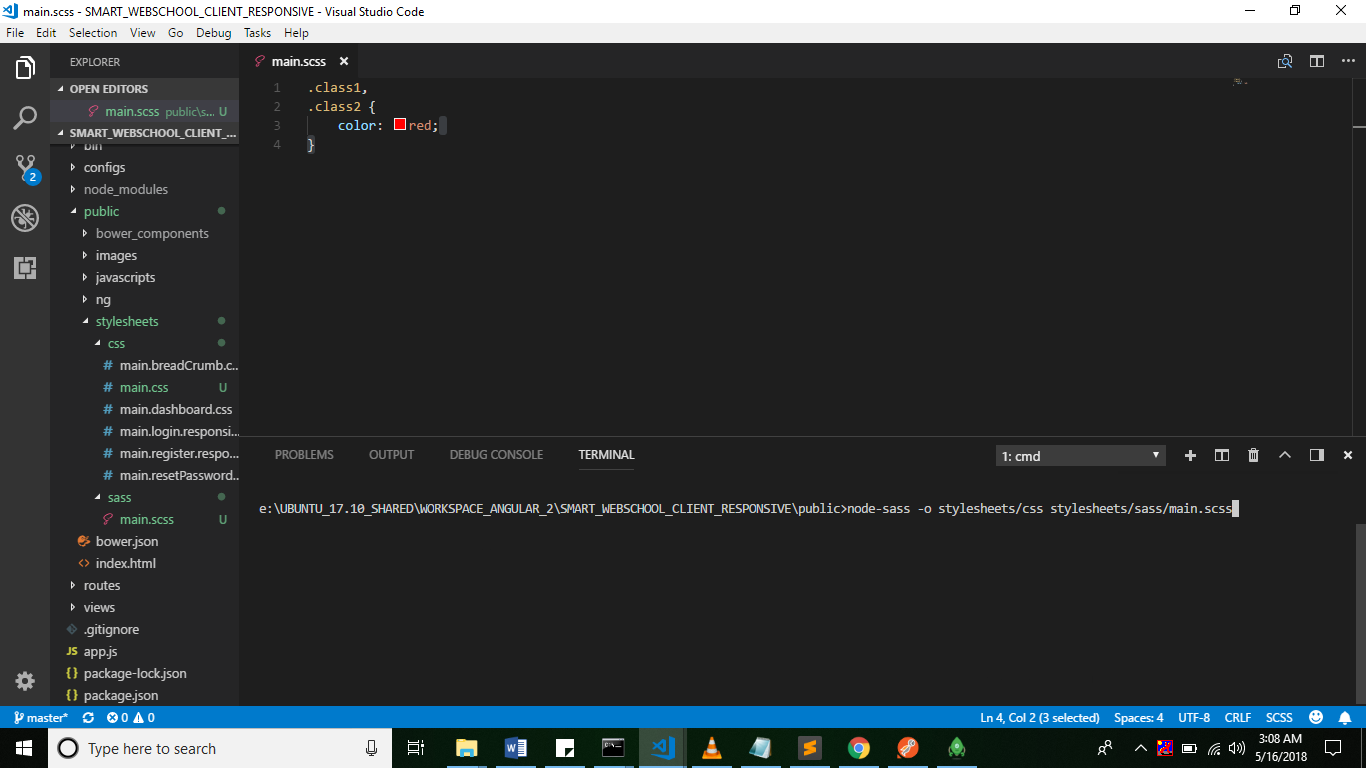 main.scss - SMART_WEBSCHOOL_CLIENT_RESPONSIVE - Visual Studio Code
File Edit Selection View Go Debug Tasks Help
EXPLORER
OPEN EDITORS
main.scss public\s... U
SMART_WEBSCHOOL_CLIENT_...
bin
configs
node_modules
public
bower_components
images
javascripts
ng
stylesheets
css
main.breadCrumb.c...
main.css U
main.dashboard.css
main.login.responsi...
main.register.respo...
main.resetPassword...
sass
main.scss U
bower.json
index.html
routes
views
.gitignore
JS app.js
{} package-lock.json
{} package.json
2
main.scss
1 .class1,
2 .class2 {
3 color: red;
4 }
PROBLEMS OUTPUT DEBUG CONSOLE TERMINAL
1: cmd
e:\UBUNTU_17.10_SHARED\WORKSPACE_ANGULAR_2\SMART_WEBSCHOOL_CLIENT_RESPONSIVE\public>node-sass -o stylesheets/css stylesheets/sass/main.scss
master* 0 0 Ln 4, Col 2 (3 selected) Spaces: 4 UTF-8 CRLF SCSS
Type here to search
3:08 AM
5/16/2018